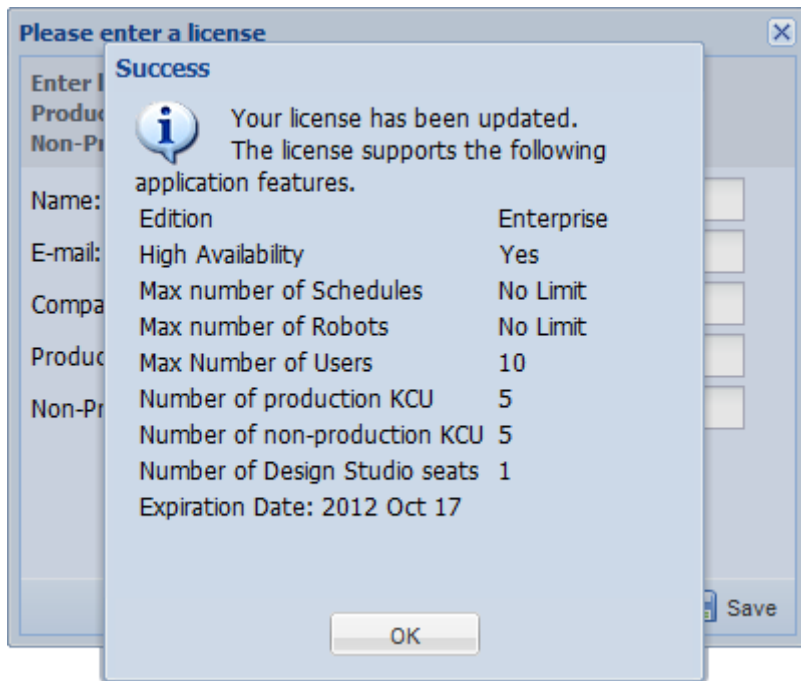 Please enter a license
Success
Enter
Your license has been updated.
The license supports the following
application features.
Name:
Edition Enterprise
E-mail:
High Availability Yes
Max number of Schedules No Limit
Max number of Robots No Limit
Max Number of Users 10
Number of production KCU 5
Number of non-production KCU 5
Number of Design Studio seats 1
Expiration Date: 2012 Oct 17
Save
OK